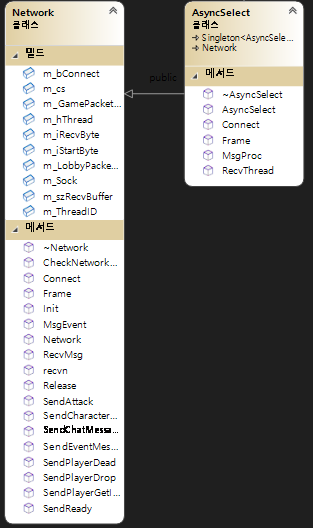 Network
클래스
필드
m_bConnect
m_cs
m_GamePacket...
m_hThread
m_iRecvByte
m_iStartByte
m_LobbyPacke...
m_Sock
m_szRecvBuffer
m_ThreadID
메서드
~Network
CheckNetwork...
Connect
Frame
Init
MsgEvent
Network
RecvMsg
recvn
Release
SendAttack
SendCharacter...
SendChatMessa...
SendEventMes...
SendPlayerDead
SendPlayerDrop
SendPlayerGetI...
SendReady
public
AsyncSelect
클래스
Singleton<AsyncSele...
Network
메서드
~AsyncSelect
AsyncSelect
Connect
Frame
MsgProc
RecvThread